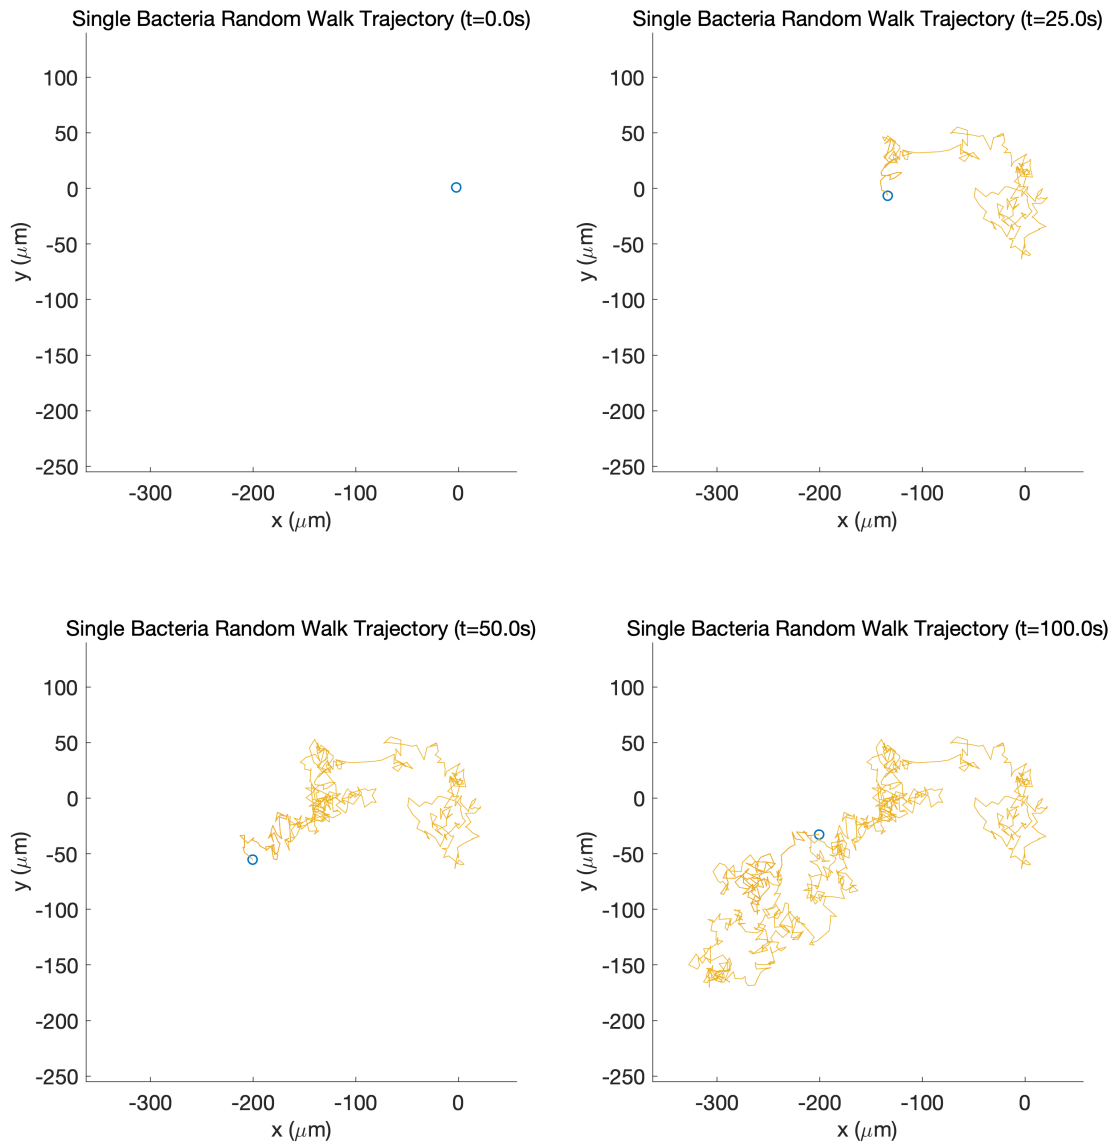 Single Bacteria Random Walk Trajectory (t=0.0s)
100
50
0
-50
-100
-150
-200
-250
y (μm)
-300 -200 -100 0
x (μm)
Single Bacteria Random Walk Trajectory (t=25.0s)
100
50
0
-50
-100
-150
-200
-250
y (μm)
-300 -200 -100 0
x (μm)
Single Bacteria Random Walk Trajectory (t=50.0s)
100
50
0
-50
-100
-150
-200
-250
y (μm)
-300 -200 -100 0
x (μm)
Single Bacteria Random Walk Trajectory (t=100.0s)
100
50
0
-50
-100
-150
-200
-250
y (μm)
-300 -200 -100 0
x (μm)